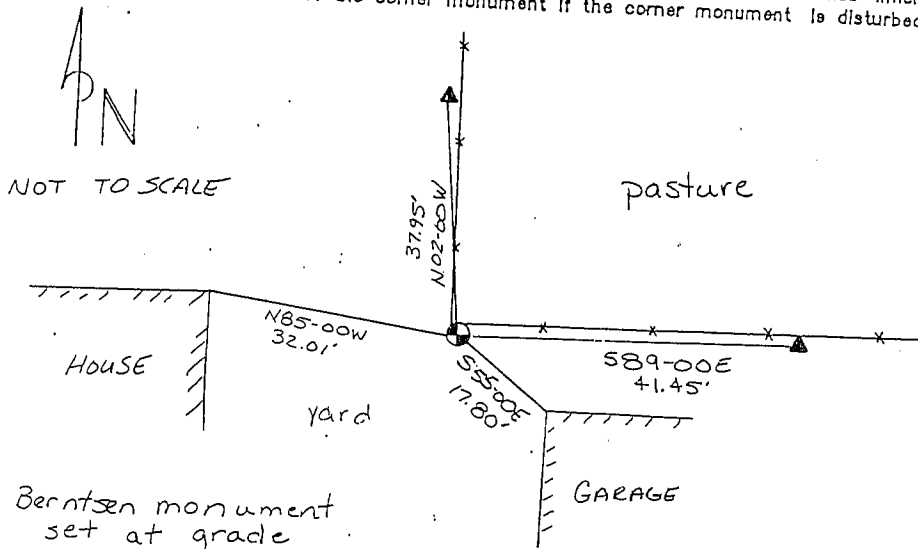 the corner monument if the corner monument is disturbed
N
NOT TO SCALE
pasture
37.95'
N02-00W
N85-00W
32.01'
HOUSE
S89-00E
41.45'
S55-00E
17.80'
yard
GARAGE
Berntsen monument
set at grade